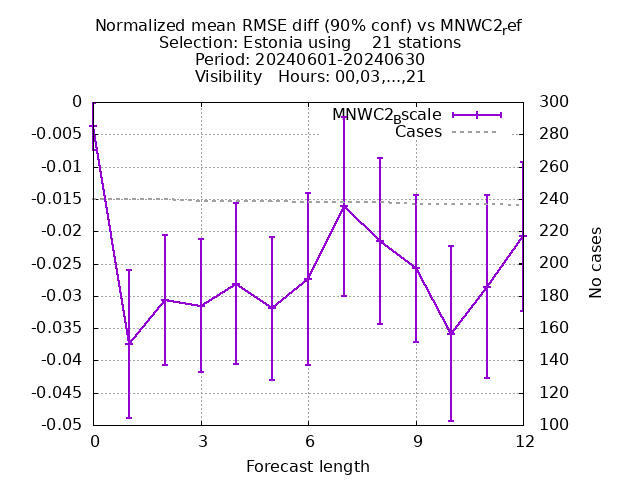 Normalized mean RMSE diff (90% conf) vs MNWC2ref
Selection: Estonia using 21 stations
Period: 20240601-20240630
Visibility Hours: 00,03,...,21
MNWC2Bscale
Cases
0
-0.005
-0.01
-0.015
-0.02
-0.025
-0.03
-0.035
-0.04
-0.045
-0.05
300
280
260
240
220
200
180
160
140
120
100
No cases
0 3 6 9 12
Forecast length